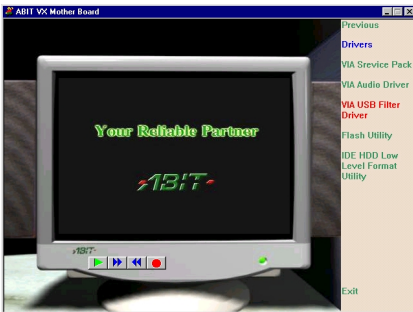 ABIT VX Mother Board
Your Reliable Partner
ABIT
ABIT
Previous
Drivers
VIA Srevice Pack
VIA Audio Driver
VIA USB Filter
Driver
Flash Utility
IDE HDD Low
Level Format
Utility
Exit